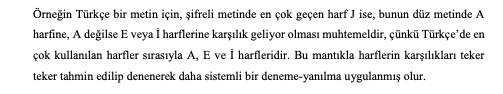 Örneğin Türkçe bir metin için, şifreli metinde en çok geçen harf J ise, bunun düz metinde A
harfine, A değilse E veya İ harflerine karşılık geliyor olması muhtemeldir, çünkü Türkçe’de en
çok kullanılan harfler sırasıyla A, E ve İ harfleridir. Bu mantıkla harflerin karşılıkları teker
teker tahmin edilip denenerek daha sistemli bir deneme-yanılma uygulanmış olur.